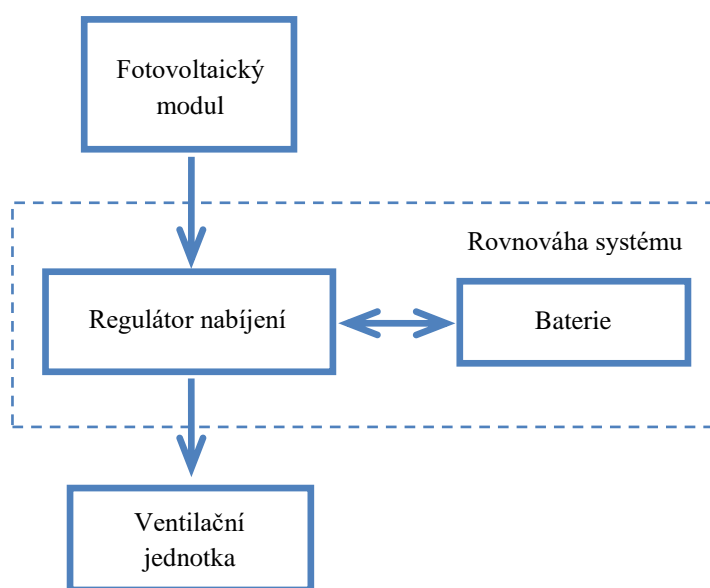 Fotovoltaický
modul
Rovnováha systému
Regulátor nabíjení
Baterie
Ventilační
jednotka